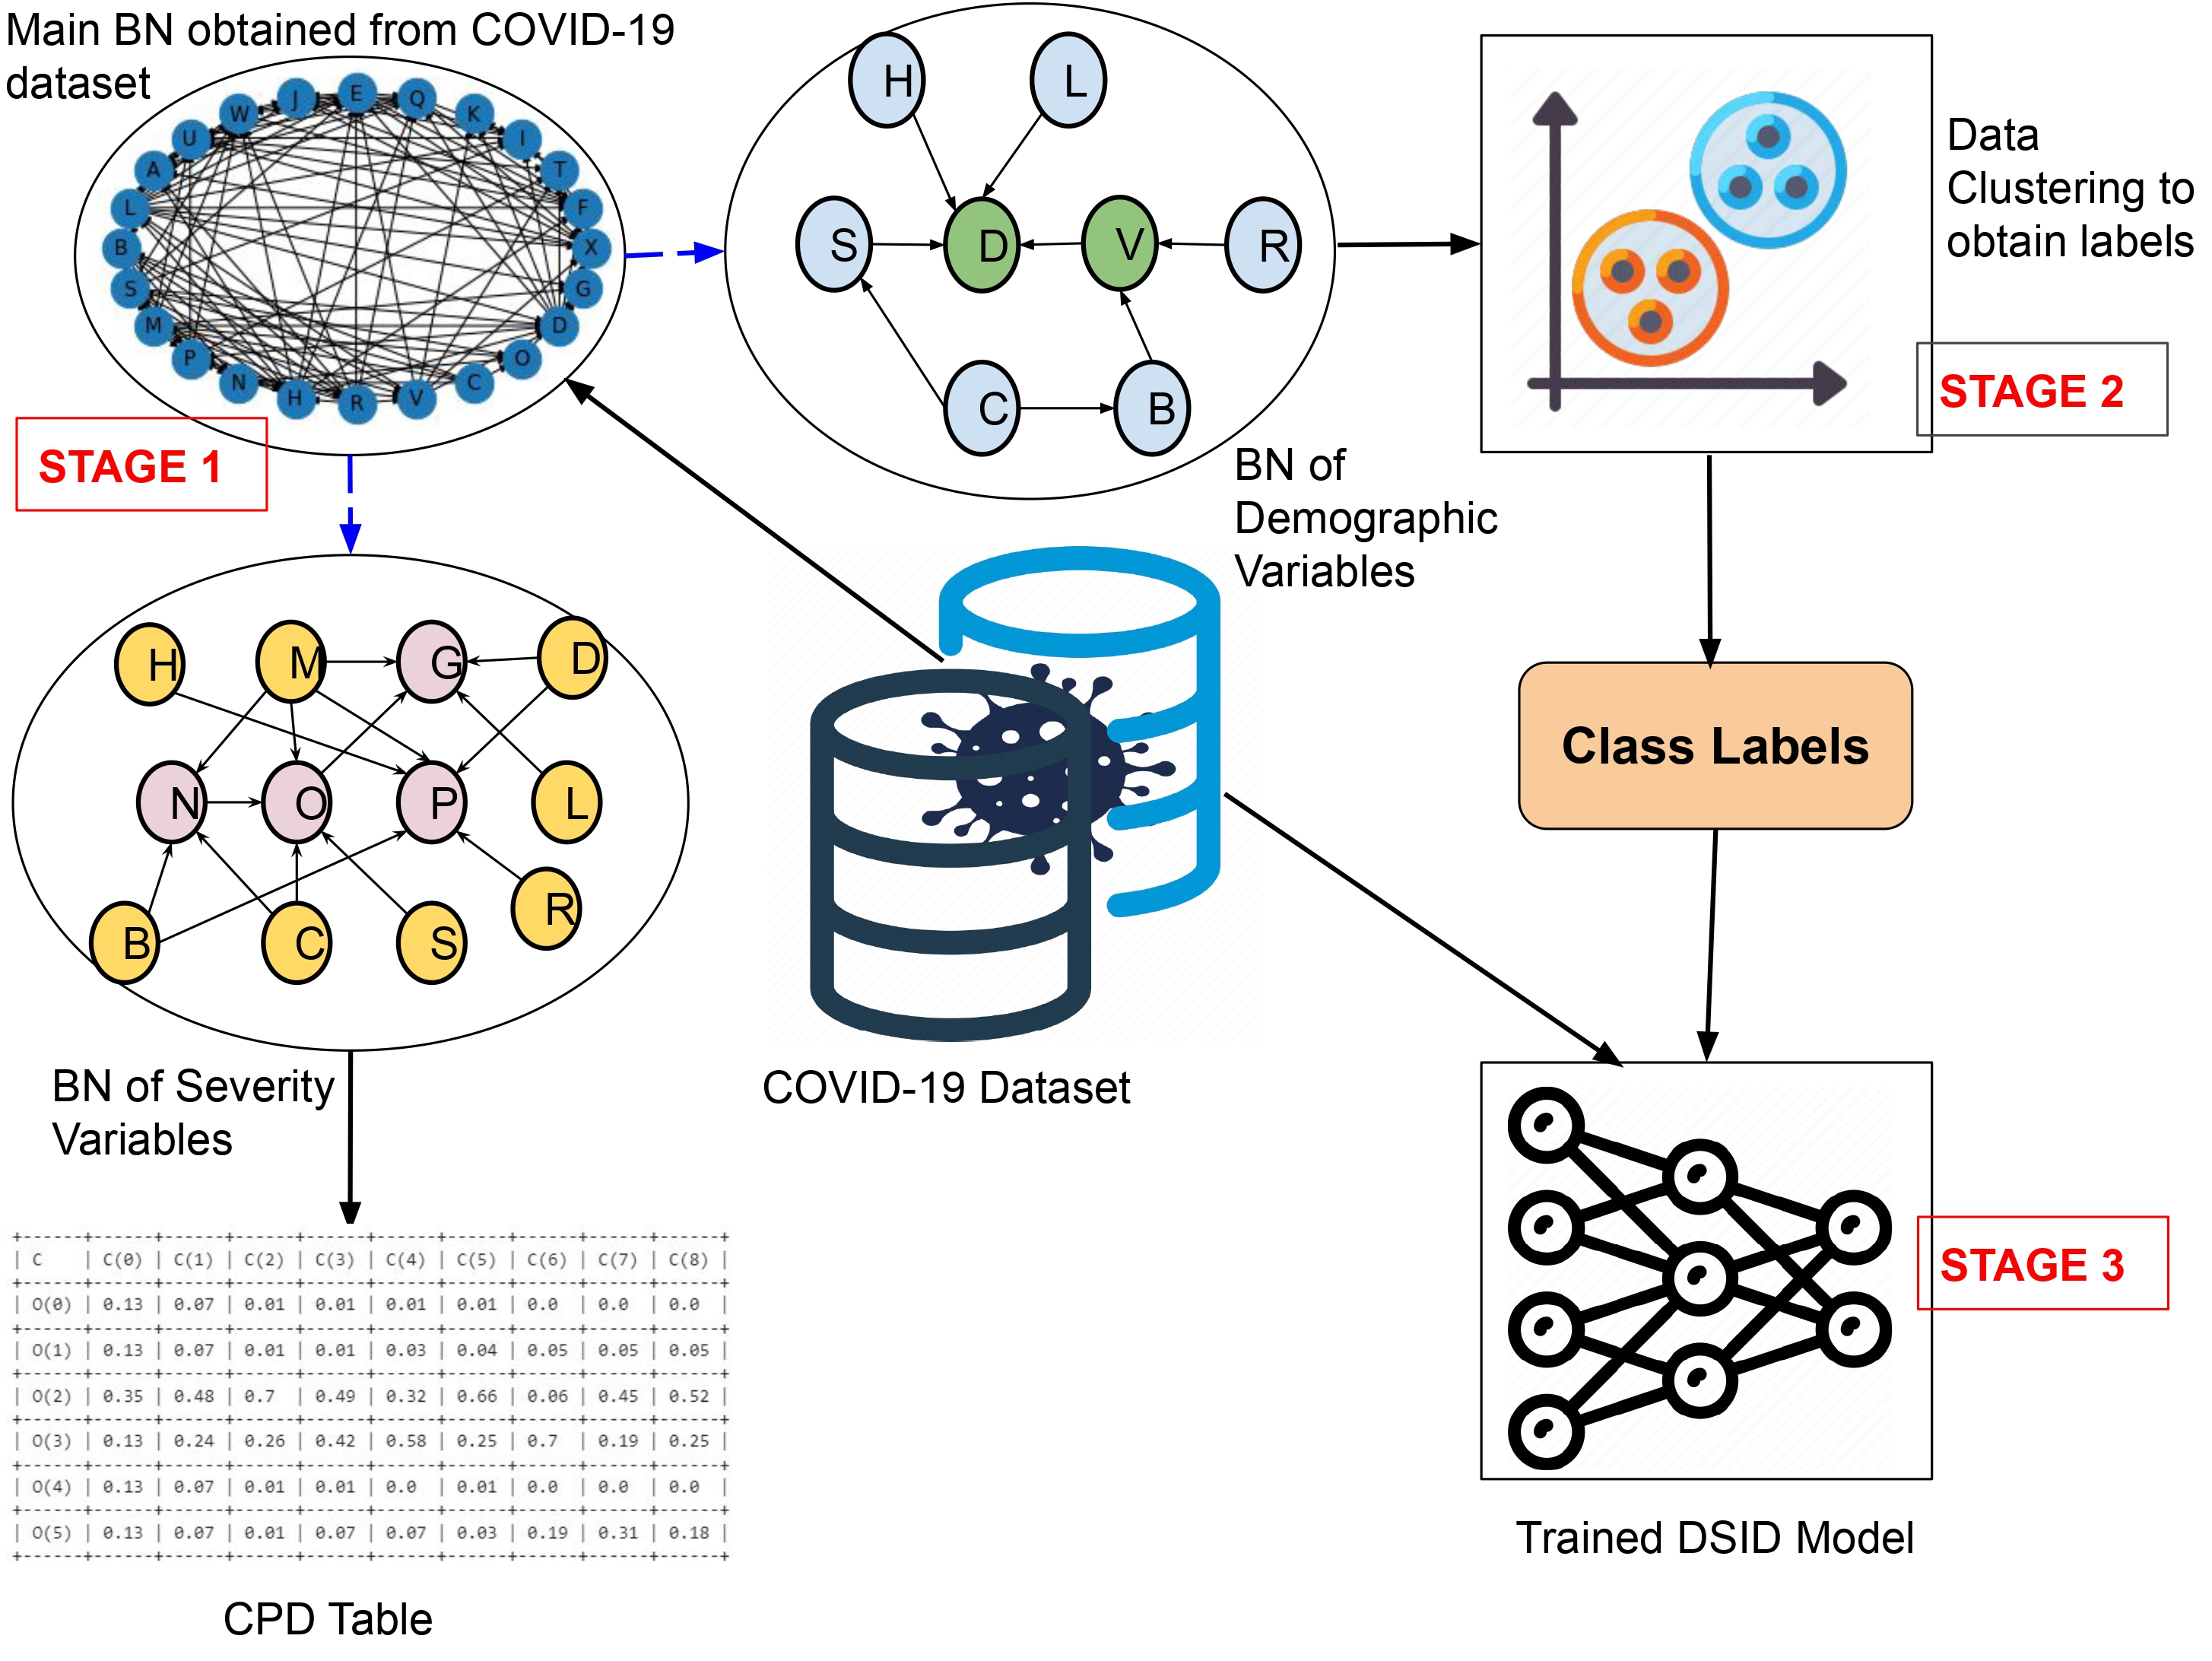 Main BN obtained from COVID-19
dataset
E
J
Q
W
K
U
I
A
T
L
F
B
X
S
G
M
D
P
O
N
C
H
R
V
STAGE 1
H
L
S
D
V
R
C
B
BN of
Demographic
Variables
Data
Clustering to
obtain labels
STAGE 2
H
M
G
D
N
O
P
L
B
C
S
R
BN of Severity
Variables
COVID-19 Dataset
Class Labels
STAGE 3
Trained DSID Model
| C | C(0) | C(1) | C(2) | C(3) | C(4) | C(5) | C(6) | C(7) | C(8) |
| O(0) | 0.13 | 0.07 | 0.01 | 0.01 | 0.01 | 0.01 | 0.0 | 0.0 | 0.0 |
| O(1) | 0.13 | 0.07 | 0.01 | 0.01 | 0.03 | 0.04 | 0.05 | 0.05 | 0.05 |
| O(2) | 0.35 | 0.48 | 0.7 | 0.49 | 0.32 | 0.66 | 0.06 | 0.45 | 0.52 |
| O(3) | 0.13 | 0.24 | 0.26 | 0.42 | 0.58 | 0.25 | 0.7 | 0.19 | 0.25 |
| O(4) | 0.13 | 0.07 | 0.01 | 0.01 | 0.0 | 0.01 | 0.0 | 0.0 | 0.0 |
| O(5) | 0.13 | 0.07 | 0.01 | 0.07 | 0.07 | 0.03 | 0.19 | 0.31 | 0.18 |
CPD Table